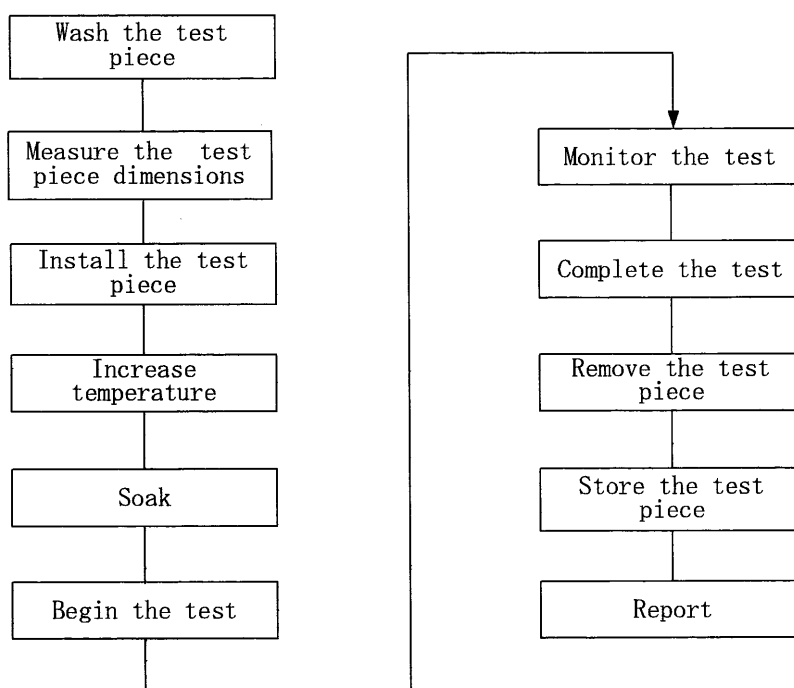 Wash the test
piece
Measure the test
piece dimensions
Install the test
piece
Increase
temperature
Soak
Begin the test
Monitor the test
Complete the test
Remove the test
piece
Store the test
piece
Report